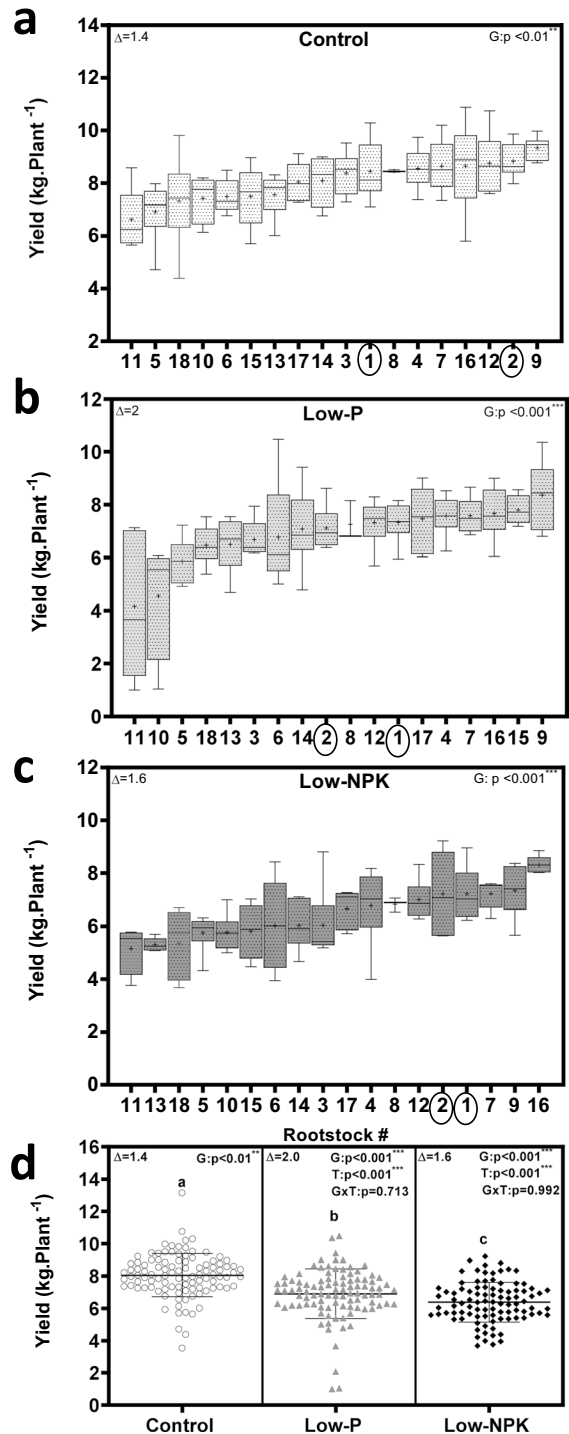 a
Δ=1.4 Control G:p <0.01**
Yield (kg.Plant -1)
14
12
10
8
6
4
2
11 5 18 10 6 15 13 17 14 3 1 8 4 7 16 12 2 9
b
Δ=2 Low-P G:p <0.001***
Yield (kg.Plant -1)
12
10
8
6
4
2
0
11 10 5 18 13 3 6 14 2 8 12 1 17 4 7 16 15 9
c
Δ=1.6 Low-NPK G: p <0.001***
Yield (kg.Plant -1)
12
10
8
6
4
2
0
11 13 18 5 10 15 6 14 3 17 4 8 12 2 1 7 9 16
Rootstock #
d
Yield (kg.Plant -1)
16
14
12
10
8
6
4
2
0
Δ=1.4 G:p<0.01**
a
Δ=2.0 G:p<0.001***
T:p<0.001***
GxT:p=0.713
b
Δ=1.6 G:p<0.001***
T:p<0.001***
GxT:p=0.992
c
Control Low-P Low-NPK